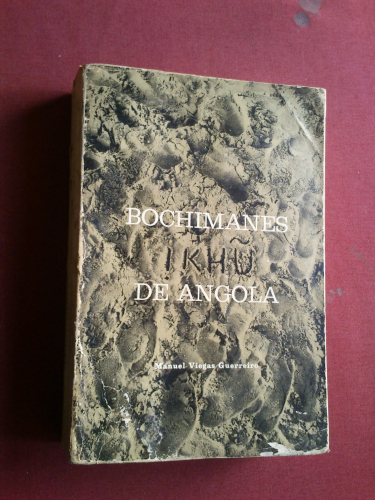 BOCHIMANES
! KHŨ
DE ANGOLA
Manuel Viegas Guerreiro